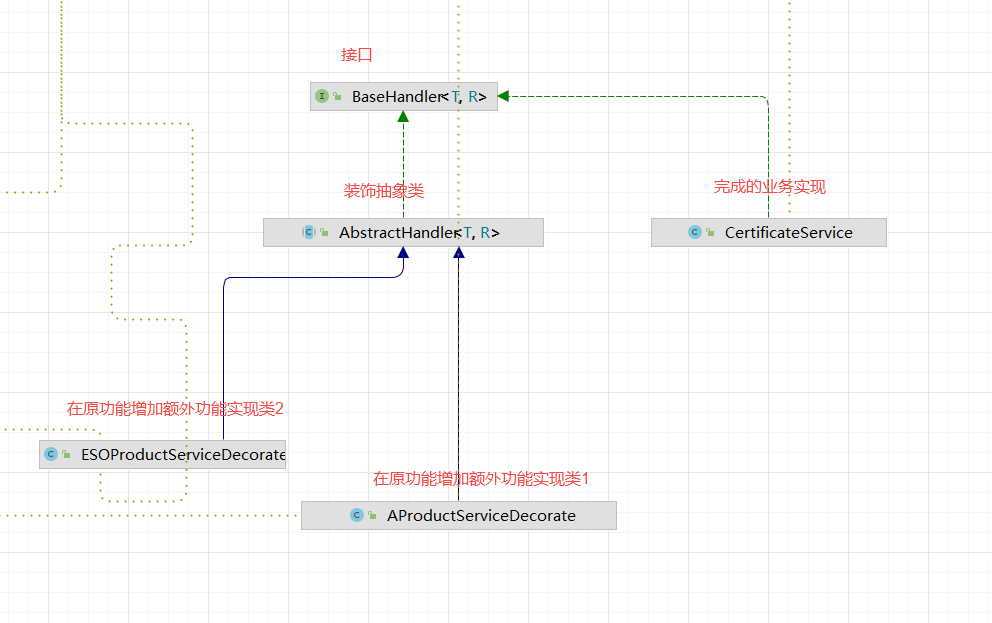 接口
BaseHandler<T, R>
装饰抽象类
完成的业务实现
AbstractHandler<T, R>
CertificateService
在原功能增加额外功能实现类2
ESOProductServiceDecorate
在原功能增加额外功能实现类1
AProductServiceDecorate